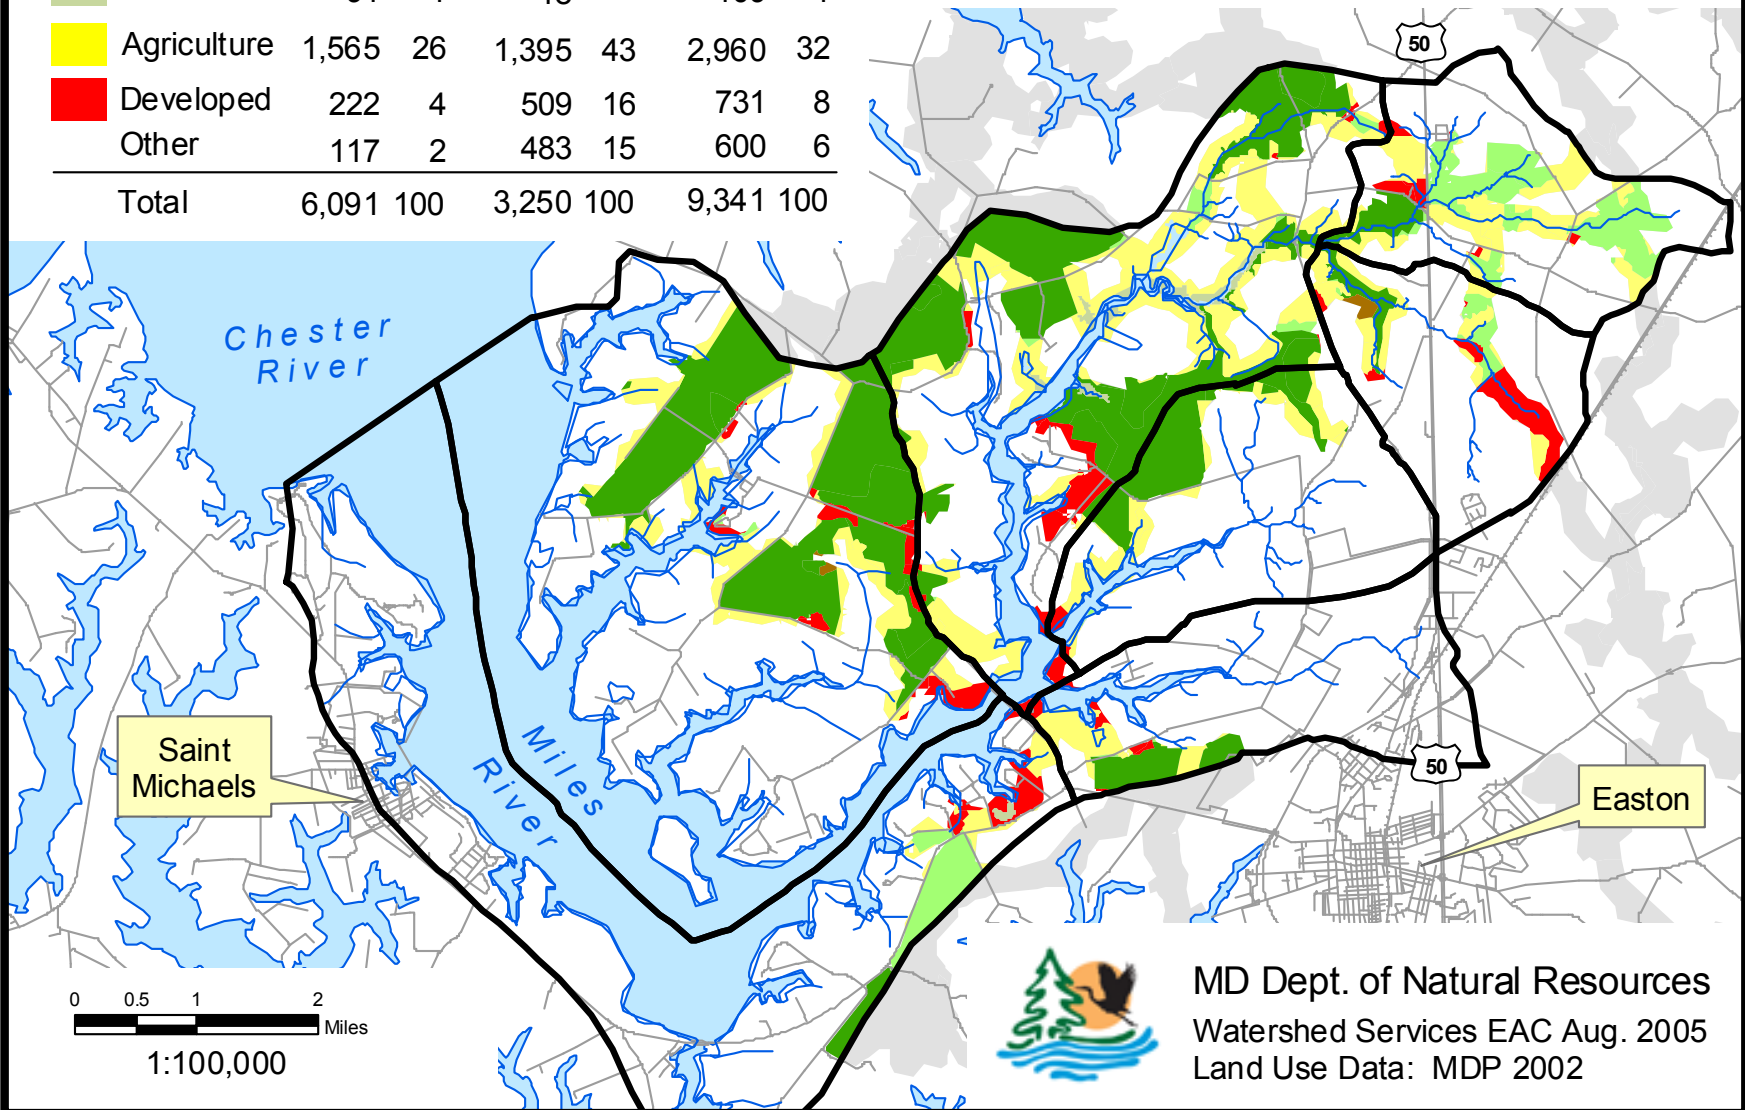 Agriculture 1,565 26 1,395 43 2,960 32
Developed 222 4 509 16 731 8
Other 117 2 483 15 600 6
Total 6,091 100 3,250 100 9,341 100
50
Chester
River
Miles
River
Saint
Michaels
50
Easton
0 0.5 1 2
Miles
1:100,000
MD Dept. of Natural Resources
Watershed Services EAC Aug. 2005
Land Use Data: MDP 2002